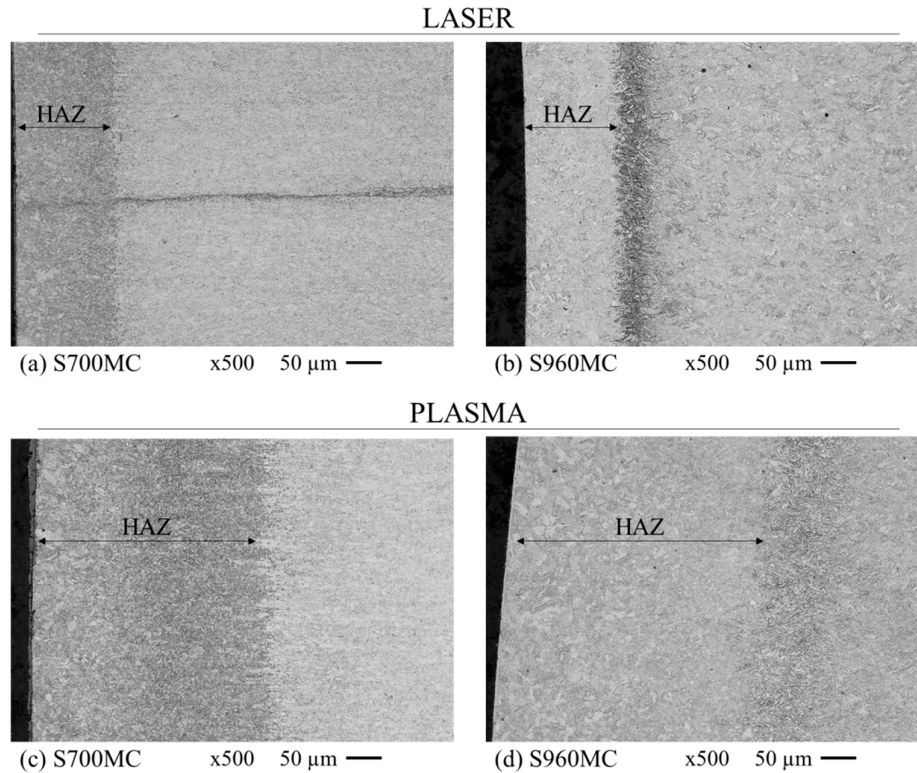 LASER
HAZ
HAZ
(a) S700MC x500 50 µm
(b) S960MC x500 50 µm
PLASMA
HAZ
HAZ
(c) S700MC x500 50 µm
(d) S960MC x500 50 µm